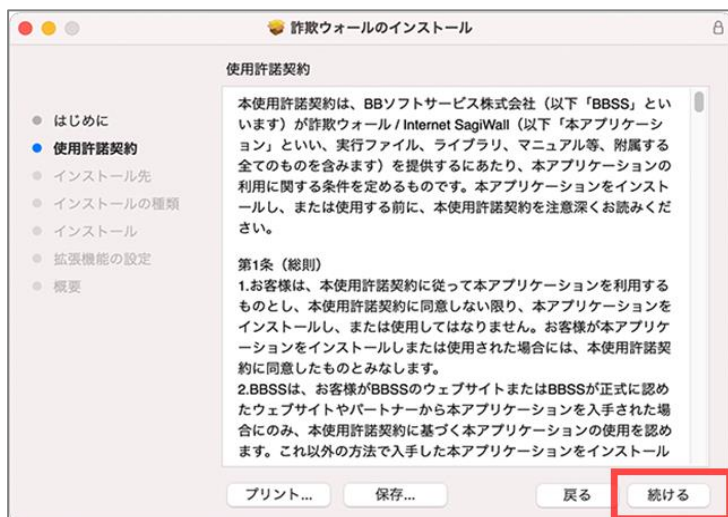 詐欺ウォールのインストール
使用許諾契約
はじめに
使用許諾契約
インストール先
インストールの種類
インストール
拡張機能の設定
概要
本使用許諾契約は、BBソフトサービス株式会社（以下「BBSS」とい
います）が詐欺ウォール / Internet SagiWall（以下「本アプリケーシ
ョン」といい、実行ファイル、ライブラリ、マニュアル等、附属する
全てのものを含みます）を提供するにあたり、本アプリケーションの
利用に関する条件を定めるものです。本アプリケーションをインスト
ールし、または使用する前に、本使用許諾契約を注意深くお読みくだ
さい。
第1条（総則）
1.お客様は、本使用許諾契約に従って本アプリケーションを利用する
ものとし、本使用許諾契約に同意しない限り、本アプリケーションを
インストールし、または使用してはなりません。お客様が本アプリケ
ーションをインストールしまたは使用された場合には、本使用許諾契
約に同意したものとみなします。
2.BBSSは、お客様がBBSSのウェブサイトまたはBBSSが正式に認め
たウェブサイトやパートナーから本アプリケーションを入手された場
合にのみ、本使用許諾契約に基づく本アプリケーションの使用を認め
ます。これ以外の方法で入手した本アプリケーションをインストール
プリント...
保存...
戻る
続ける